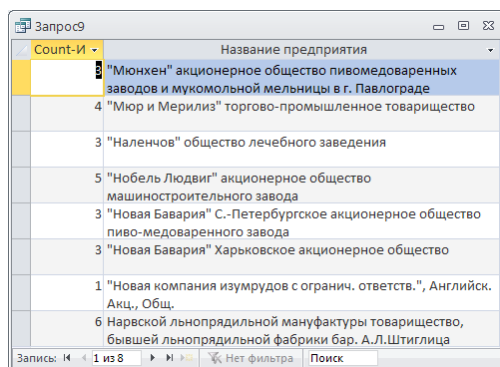 Запрос9
Count-И Название предприятия
3 "Мюнхен" акционерное общество пивомедоваренных
заводов и мукомольной мельницы в г. Павлограде
4 "Мюр и Мерилиз" торгово-промышленное товарищество
3 "Наленчов" общество лечебного заведения
5 "Нобель Людвиг" акционерное общество
машиностроительного завода
3 "Новая Бавария" С.-Петербургское акционерное общество
пиво-медоваренного завода
3 "Новая Бавария" Харьковское акционерное общество
1 "Новая компания изумрудов с огранич. ответств.", Английск.
Акц., Общ.
6 Нарвской льнопрядильной мануфактуры товарищество,
бывшей льнопрядильной фабрики бар. А.Л.Штиглица
Запись: 1 из 8 Нет фильтра Поиск